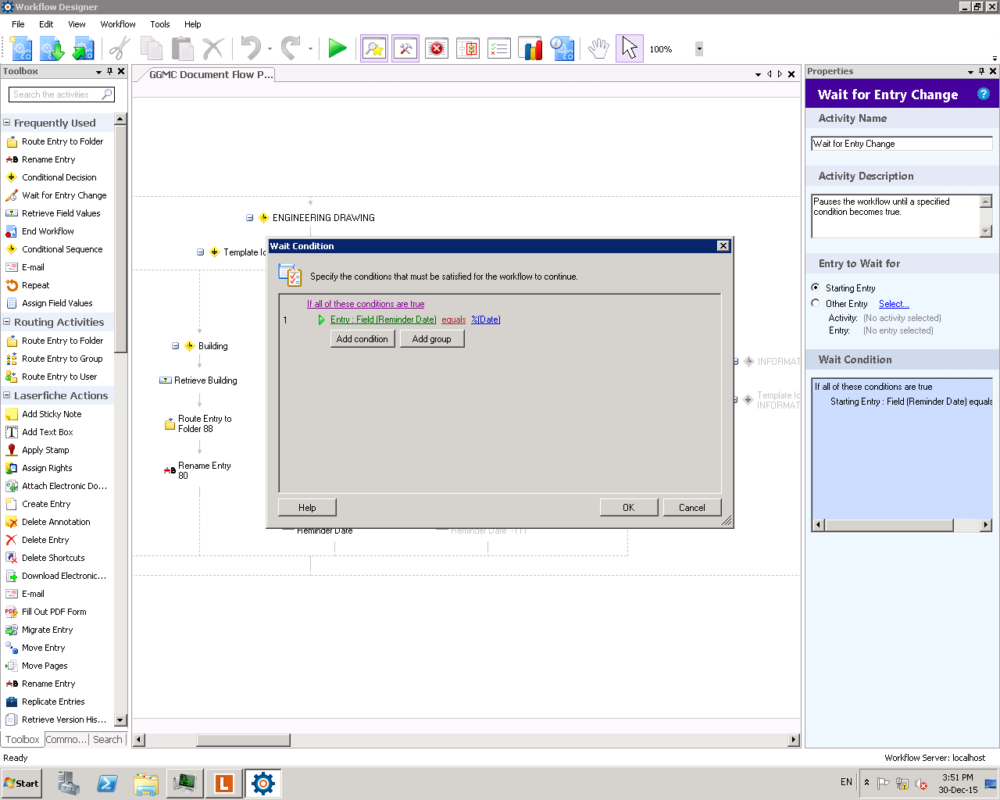 Workflow Designer
File Edit View Workflow Tools Help
100%
Toolbox
GGMC Document Flow P...
Properties
Search the activities
Frequently Used
Route Entry to Folder
Rename Entry
Conditional Decision
Wait for Entry Change
Retrieve Field Values
End Workflow
Conditional Sequence
E-mail
Repeat
Assign Field Values
Routing Activities
Route Entry to Folder
Route Entry to Group
Route Entry to User
Laserfiche Actions
Add Sticky Note
Add Text Box
Apply Stamp
Assign Rights
Attach Electronic Do...
Create Entry
Delete Annotation
Delete Entry
Delete Shortcuts
Download Electronic...
E-mail
Fill Out PDF Form
Migrate Entry
Move Entry
Move Pages
Rename Entry
Replicate Entries
Retrieve Version His...
Toolbox Commo... Search
ENGINEERING DRAWING
Template Ic
Building
Retrieve Building
Route Entry to
Folder 88
Rename Entry
80
INFORMAT
Template Ic
INFORMAT
Reminder Date
Reminder Date -TTT
Wait Condition
Specify the conditions that must be satisfied for the workflow to continue.
If all of these conditions are true
1 Entry : Field (Reminder Date) equals %(Date)
Add condition Add group
Help OK Cancel
Wait for Entry Change
Activity Name
Wait for Entry Change
Activity Description
Pauses the workflow until a specified
condition becomes true.
Entry to Wait for
Starting Entry
Other Entry Select...
Activity: (No activity selected)
Entry: (No entry selected)
Wait Condition
If all of these conditions are true
Starting Entry : Field (Reminder Date) equals
Ready
Workflow Server: localhost
Start
EN
3:51 PM
30-Dec-15